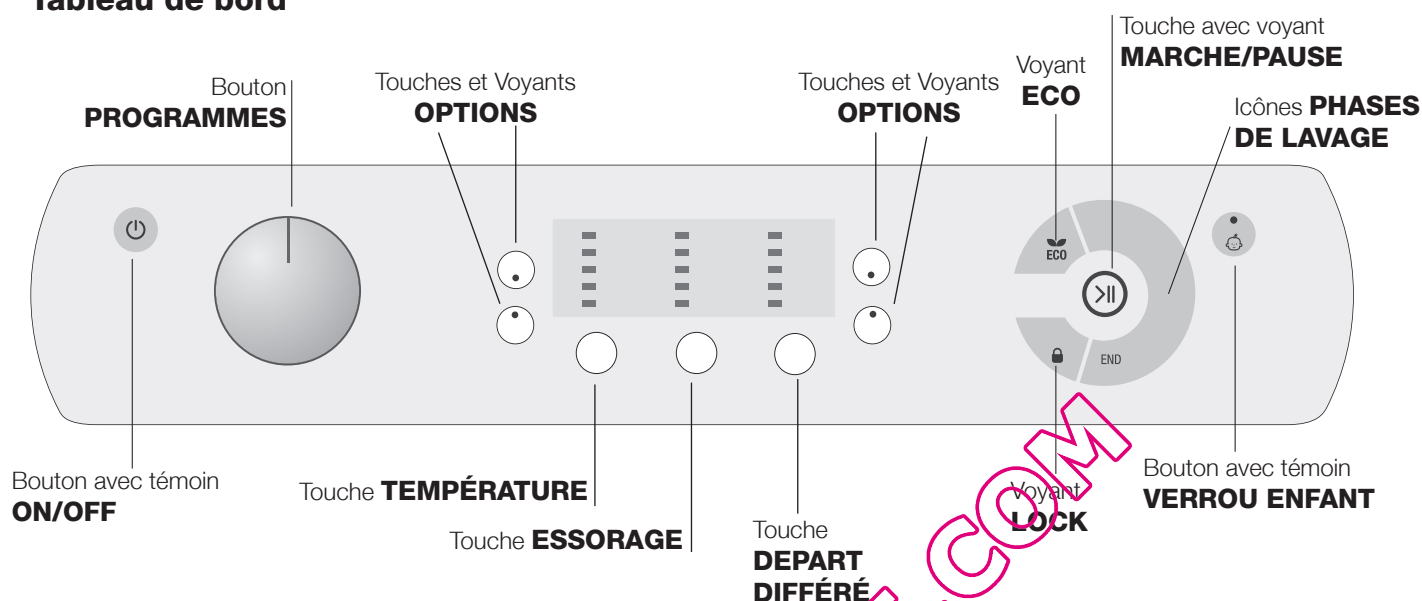 Tableau de bord
Touche avec voyant
MARCHE/PAUSE
Bouton
PROGRAMMES
Touches et Voyants
OPTIONS
Touches et Voyants
OPTIONS
Voyant
ECO
Icônes PHASES
DE LAVAGE
ECO
END
Bouton avec témoin
ON/OFF
Touche TEMPÉRATURE
Touche ESSORAGE
Touche
DEPART
DIFFÉRÉ
Voyant
LOCK
Bouton avec témoin
VERROU ENFANT
.COM